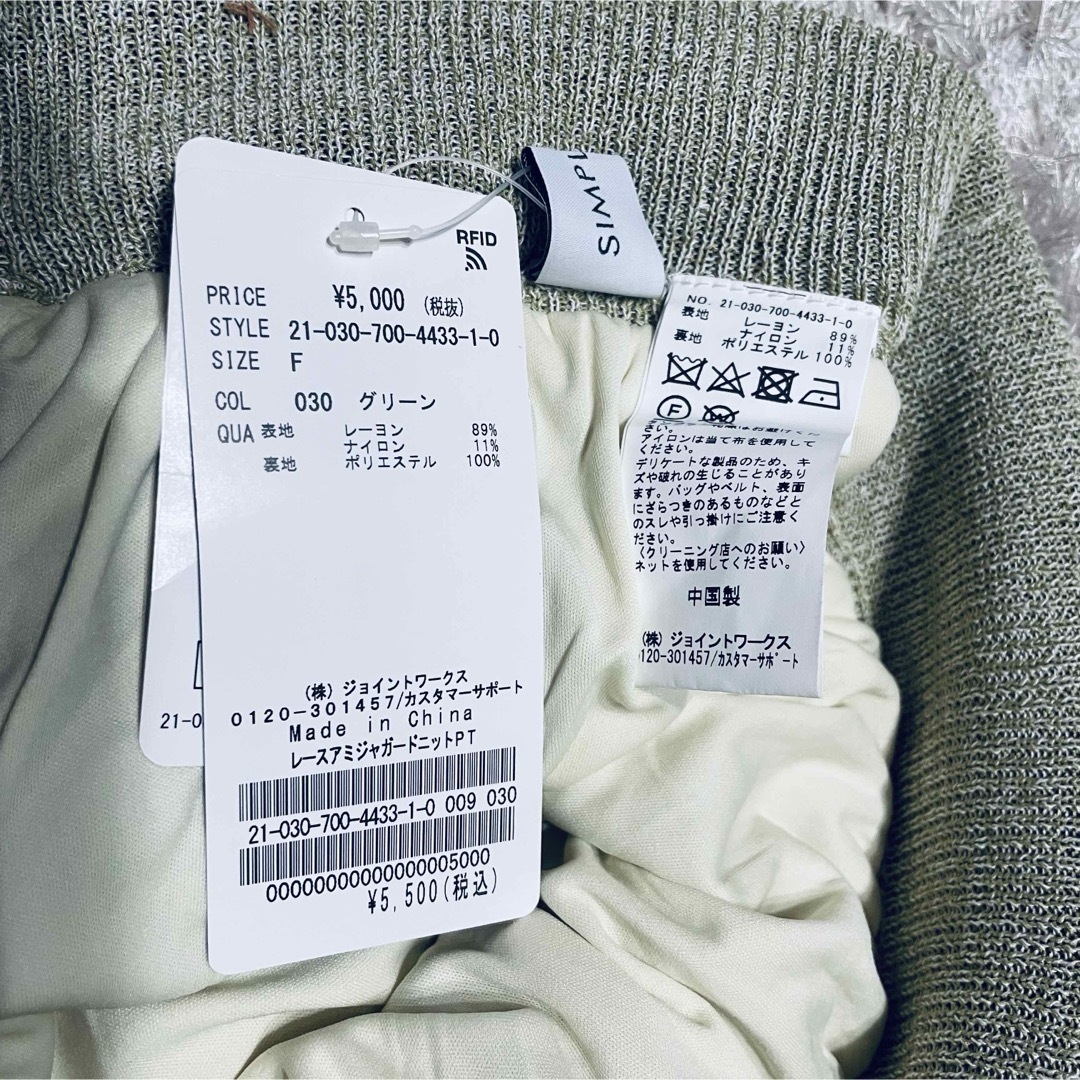 RFID
PRICE ¥5,000 (税抜)
STYLE 21-030-700-4433-1-0
SIZE F
COL 030 グリーン
QUA 表地 レーヨン 89%
ナイロン 11%
裏地 ポリエステル 100%
(株) ジョイントワークス
0120-301457/カスタマーサポート
Made in China
レースアミジャガードニットPT
21-030-700-4433-1-0 009 030
00000000000000005000
¥5,500(税込)
21-0
SIMPL
NO. 21-030-700-4433-1-0
表地 レーヨン 89%
ナイロン 11%
裏地 ポリエステル 100%
F
さい。
アイロンは当て布を使用して
ください。
デリケートな製品のため、キ
ズや破れの生じることがあり
ます。バッグやベルト、表面
にざらつきのあるものなどと
のスレや引っ掛けにご注意く
ださい。
〈クリーニング店へのお願い〉
ネットを使用してください。
中国製
(株) ジョイントワークス
0120-301457/カスタマーサポート